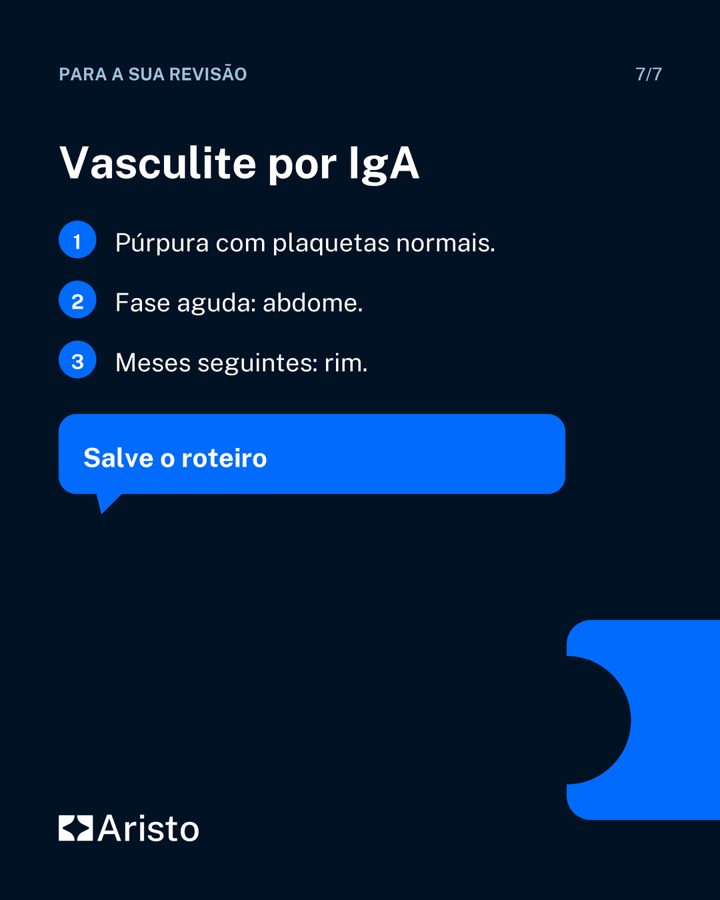 PARA A SUA REVISÃO
7/7
Vasculite por IgA
1 Púrpura com plaquetas normais.
2 Fase aguda: abdome.
3 Meses seguintes: rim.
Salve o roteiro
Aristo